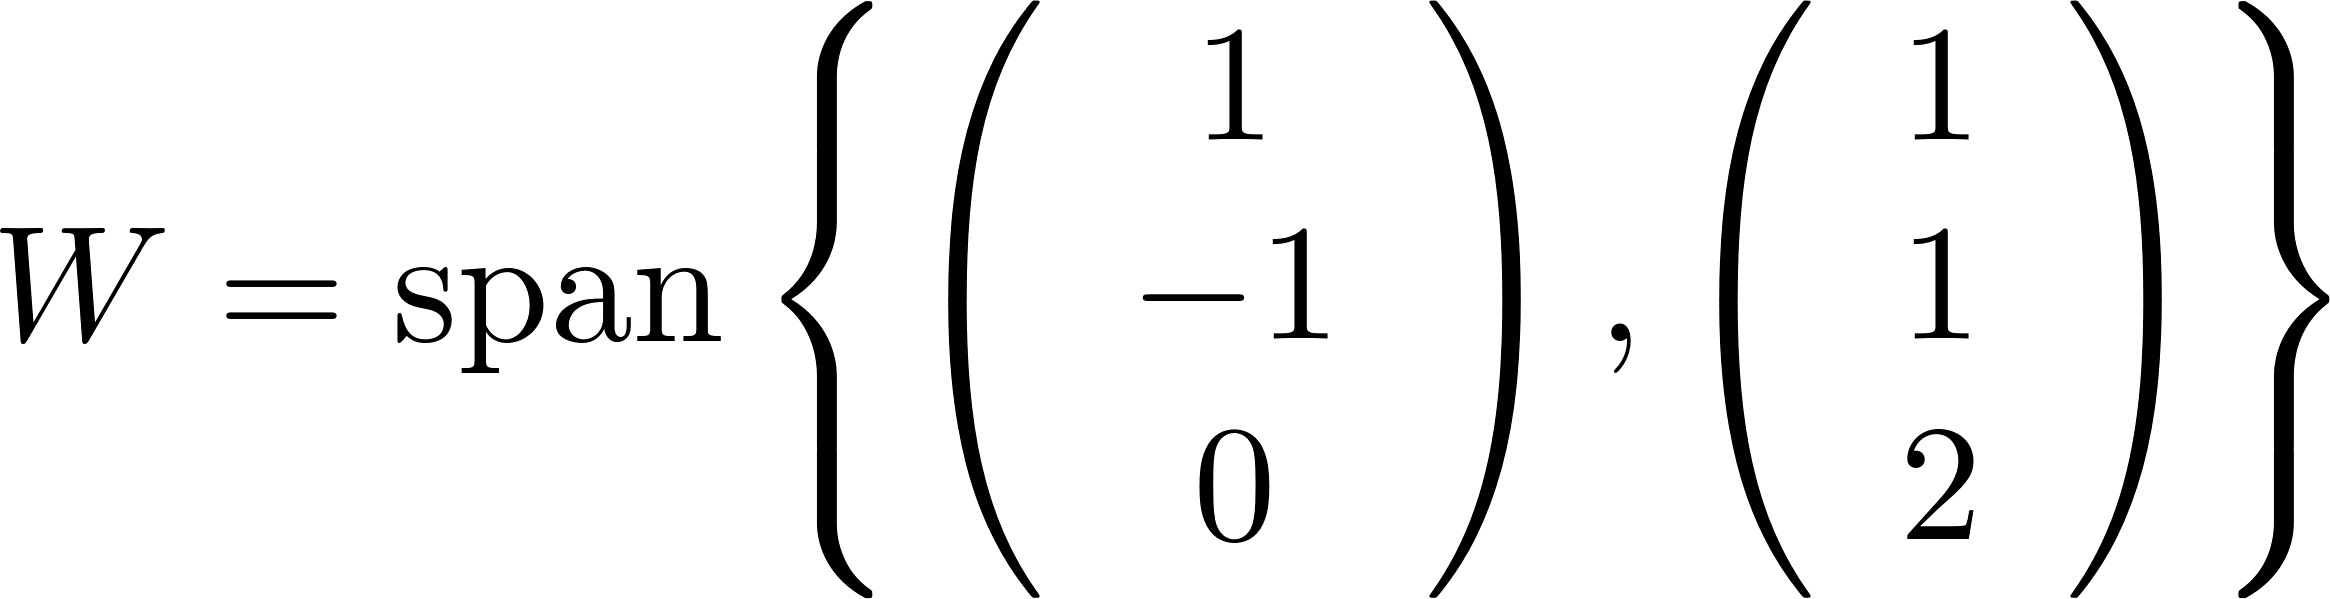 W = span { ( 1 −1 0 ) , ( 1 1 2 ) }